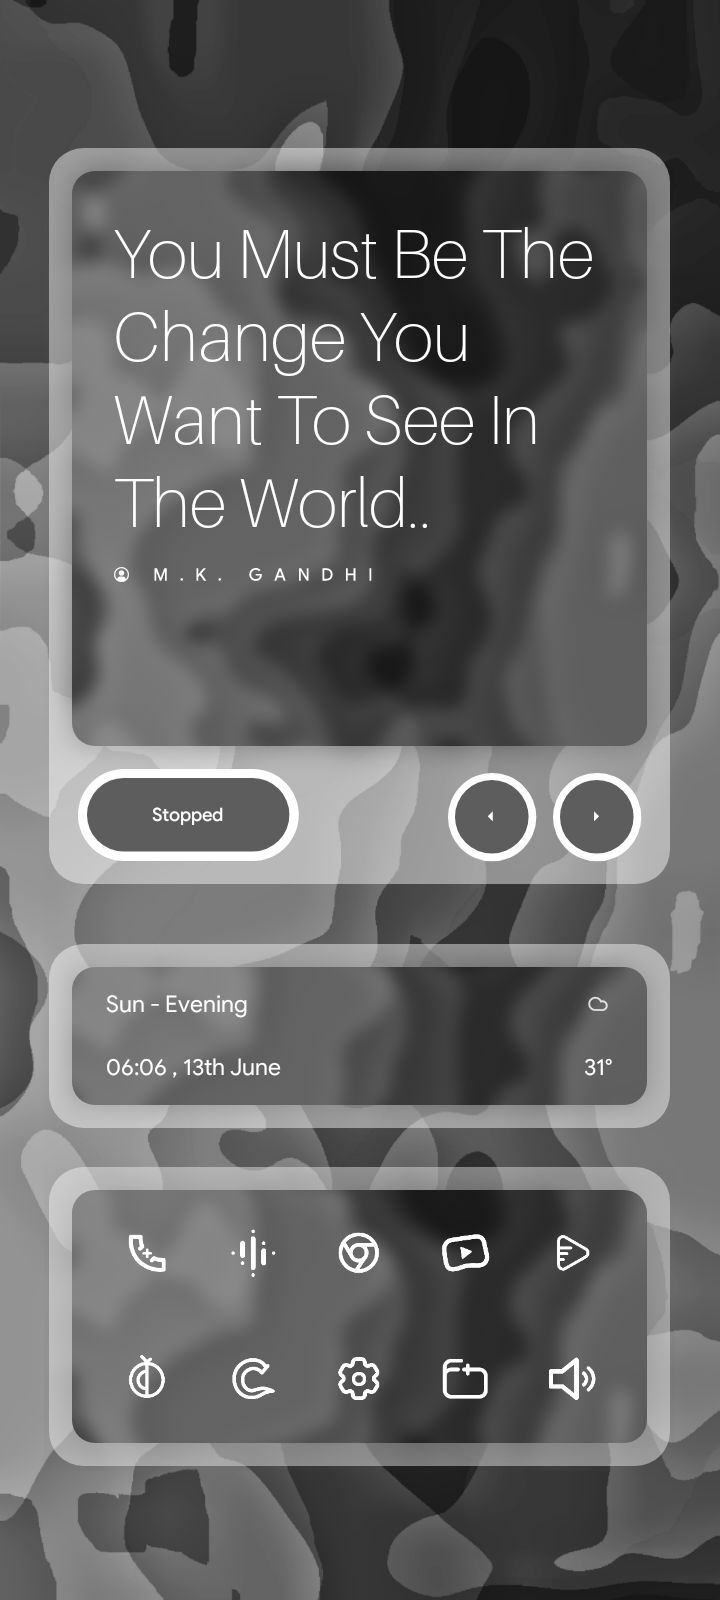 You Must Be The
Change You
Want To See In
The World..
M.K. GANDHI
Stopped
Sun - Evening
06:06 , 13th June
31°